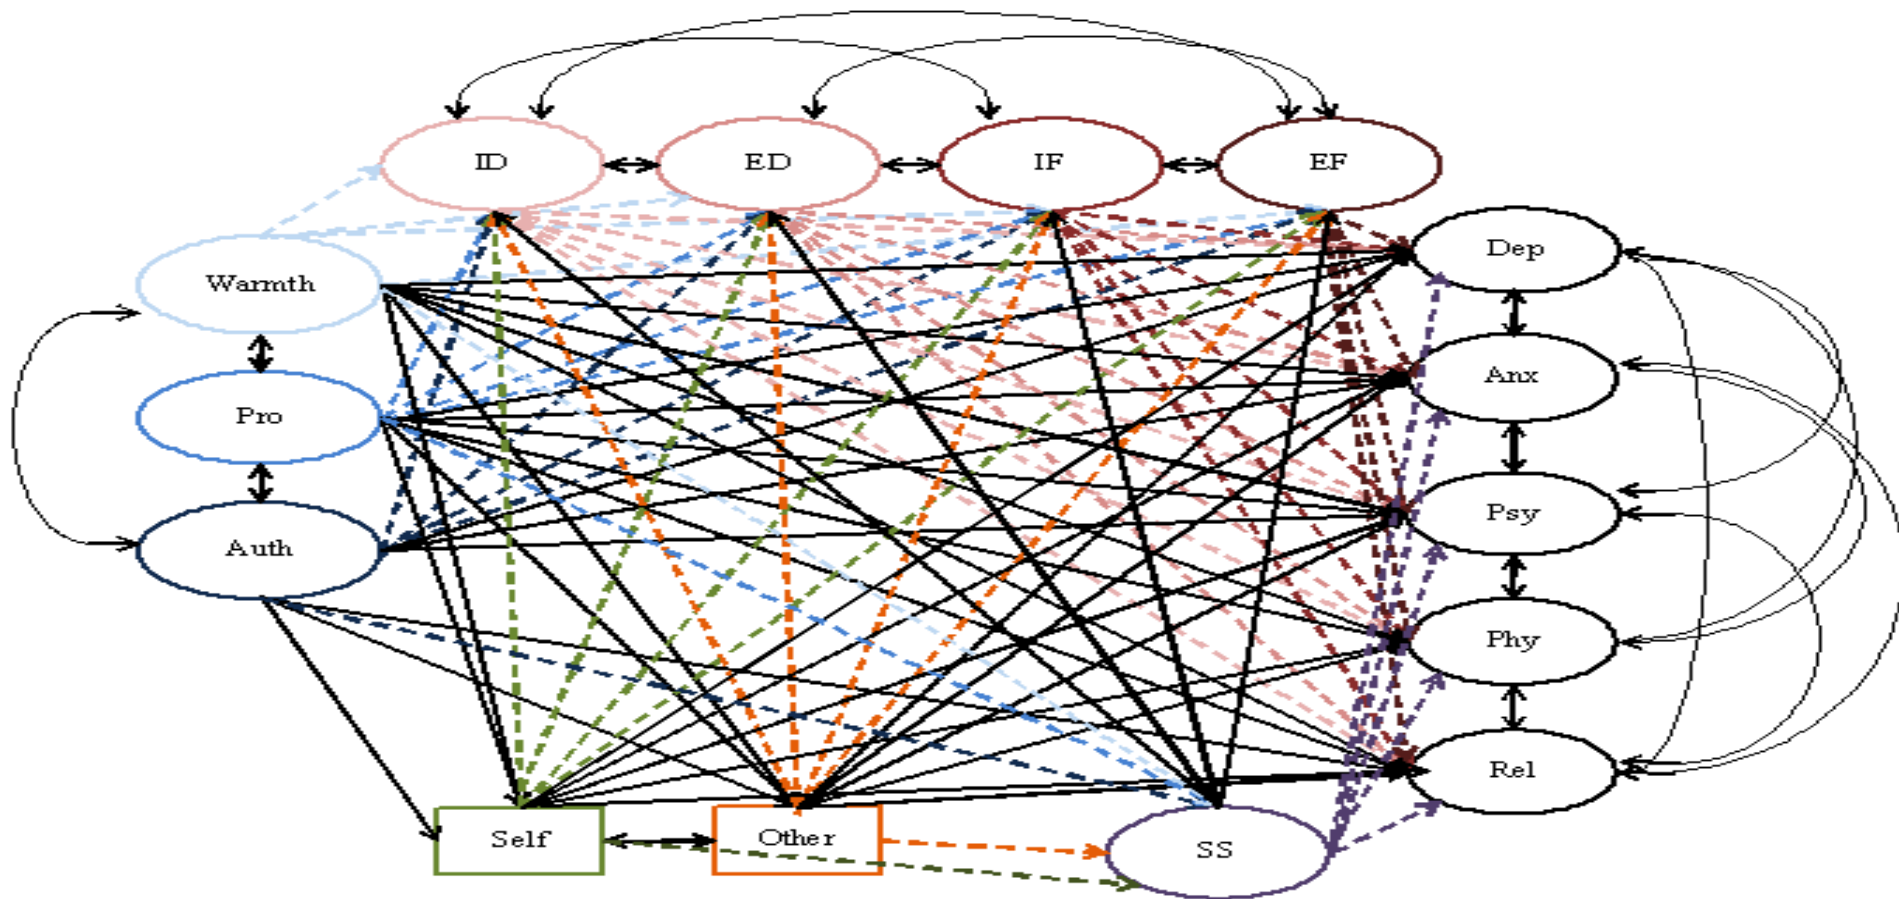 ID
ED
IF
EF
Warmth
Dep
Anx
Pro
Psy
Auth
Phy
Rel
Self
Other
SS